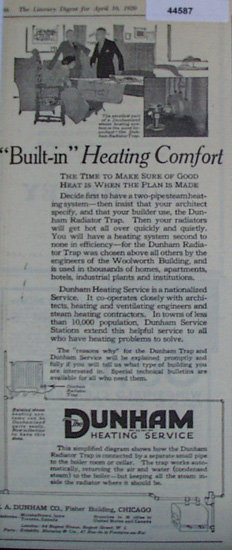 44587
The Literary Digest for April 10, 1920
"Built-in" Heating Comfort
THE TIME TO MAKE SURE OF GOOD
HEAT IS WHEN THE PLAN IS MADE
Decide first to have a two-pipe steam heat-
ing system—then insist that your architect
specify, and that your builder use, the Dun-
ham Radiator Trap. Then your radiators
will get hot all over quickly and quietly.
You will have a heating system second to
none in efficiency—for the Dunham Radia-
tor Trap was chosen above all others by the
engineers of the Woolworth Building, and
is used in thousands of homes, apartments,
hotels, industrial plants and institutions.
Dunham Heating Service is a nationalized
Service. It co-operates closely with archi-
tects, heating and ventilating engineers and
steam heating contractors. In towns of less
than 10,000 population, Dunham Service
Stations extend this helpful service to all
who have heating problems to solve.
The "reasons why" for the Dunham Trap and
Dunham Service will be explained promptly and
fully if you will tell us what type of building you
are interested in. Special technical bulletins are
available for all who need them.
Dunham
Radiator
Trap
The DUNHAM
HEATING SERVICE
This simplified diagram shows how the Dunham
Radiator Trap is connected by a separate small pipe
to the boiler room or cellar. The trap works auto-
matically, returning the air and water (condensed
steam) to the boiler—but keeping all the steam in-
side the radiator where it should be.
A. DUNHAM CO., Fisher Building, CHICAGO
Toronto, Canada
United States and Canada